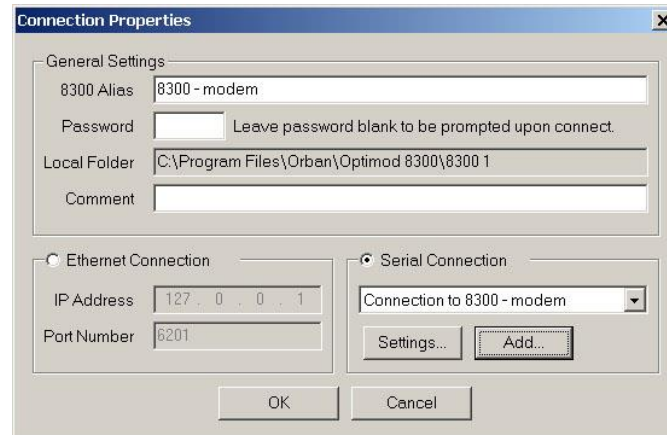 Connection Properties
General Settings
8300 Alias 8300 - modem
Password Leave password blank to be prompted upon connect.
Local Folder C:\Program Files\Orban\Optimod 8300\8300 1
Comment
Ethernet Connection
IP Address 127 . 0 . 0 . 1
Port Number 6201
Serial Connection
Connection to 8300 - modem
Settings... Add...
OK Cancel